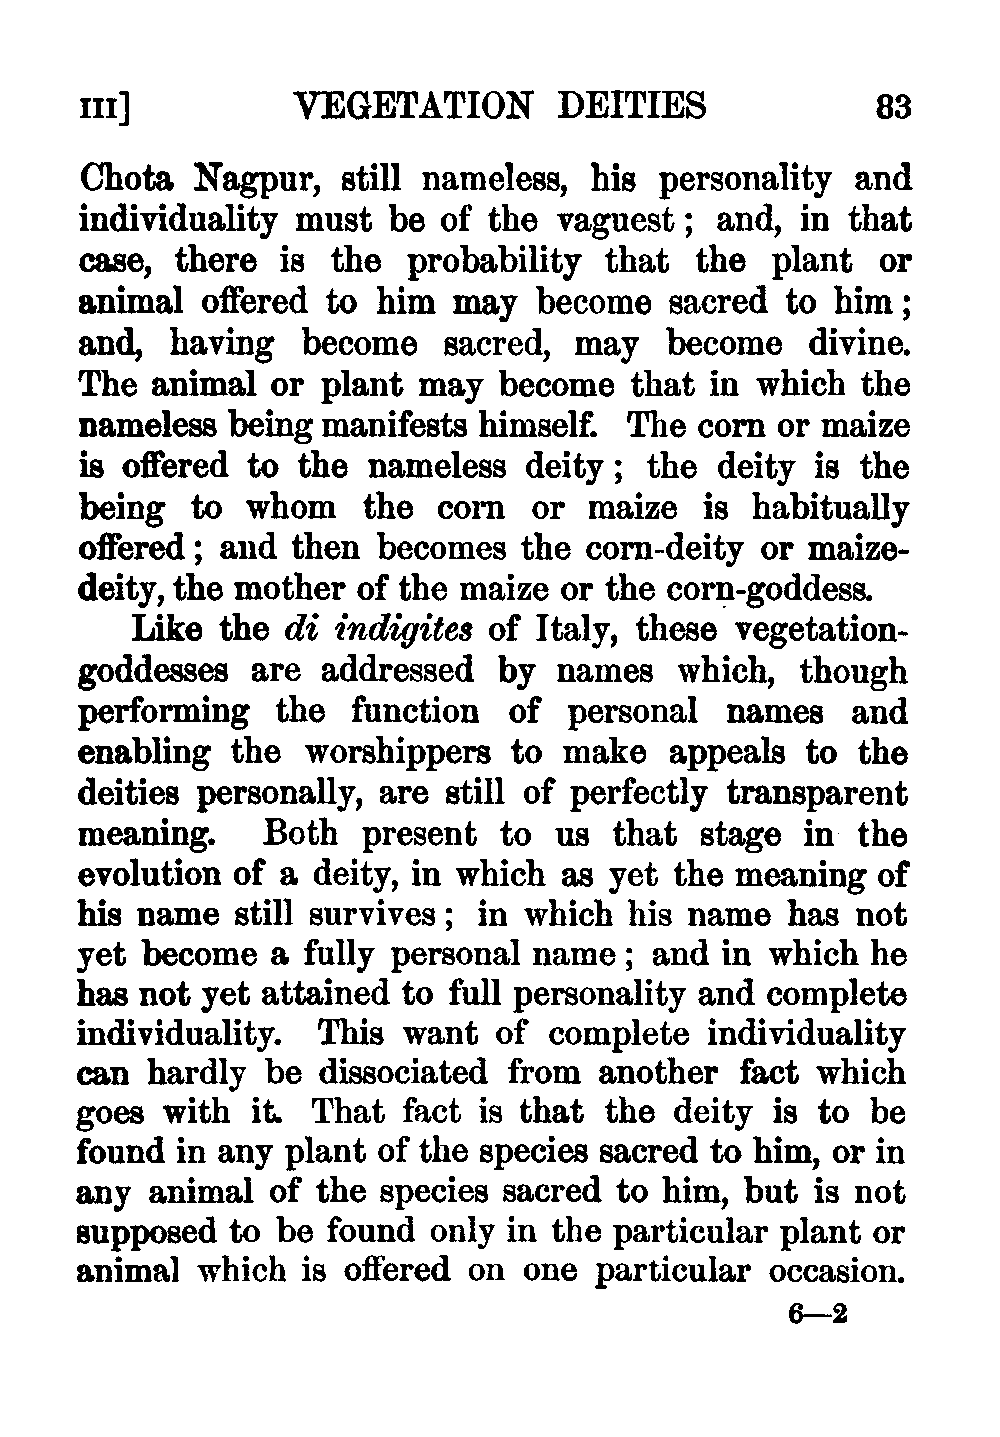 III] VEGETATION DEITIES 83
Chota Nagpur, still nameless, his personality and
individuality must be of the vaguest ; and, in that
case, there is the probability that the plant or
animal offered to him may become sacred to him ;
and, having become sacred, may become divine.
The animal or plant may become that in which the
nameless being manifests himself. The corn or maize
is offered to the nameless deity ; the deity is the
being to whom the corn or maize is habitually
offered ; and then becomes the corn-deity or maize-
deity, the mother of the maize or the corn-goddess.
Like the di indigites of Italy, these vegetation-
goddesses are addressed by names which, though
performing the function of personal names and
enabling the worshippers to make appeals to the
deities personally, are still of perfectly transparent
meaning. Both present to us that stage in the
evolution of a deity, in which as yet the meaning of
his name still survives ; in which his name has not
yet become a fully personal name ; and in which he
has not yet attained to full personality and complete
individuality. This want of complete individuality
can hardly be dissociated from another fact which
goes with it. That fact is that the deity is to be
found in any plant of the species sacred to him, or in
any animal of the species sacred to him, but is not
supposed to be found only in the particular plant or
animal which is offered on one particular occasion.
6—2